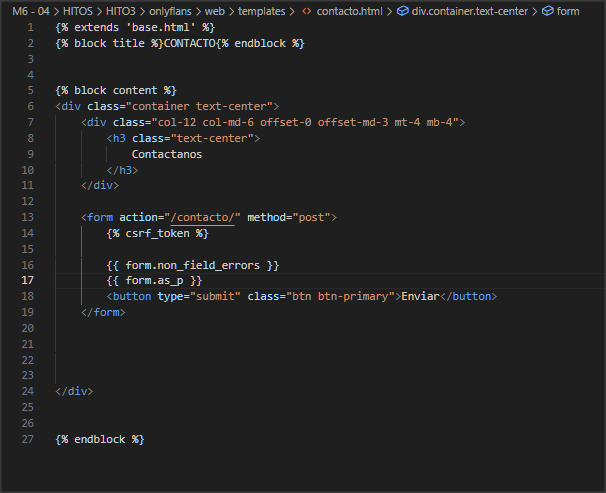 M6 - 04 > HITOS > HITO3 > onlyflans > web > templates > <> contacto.html > div.container.text-center > form
1 {% extends 'base.html' %}
2 {% block title %}CONTACTO{% endblock %}
3
4
5 {% block content %}
6 <div class="container text-center">
7 <div class="col-12 col-md-6 offset-0 offset-md-3 mt-4 mb-4">
8 <h3 class="text-center">
9 Contactanos
10 </h3>
11 </div>
12
13 <form action="/contacto/" method="post">
14 {% csrf_token %}
15
16 {{ form.non_field_errors }}
17 {{ form.as_p }}
18 <button type="submit" class="btn btn-primary">Enviar</button>
19 </form>
20
21
22
23
24 </div>
25
26
27 {% endblock %}